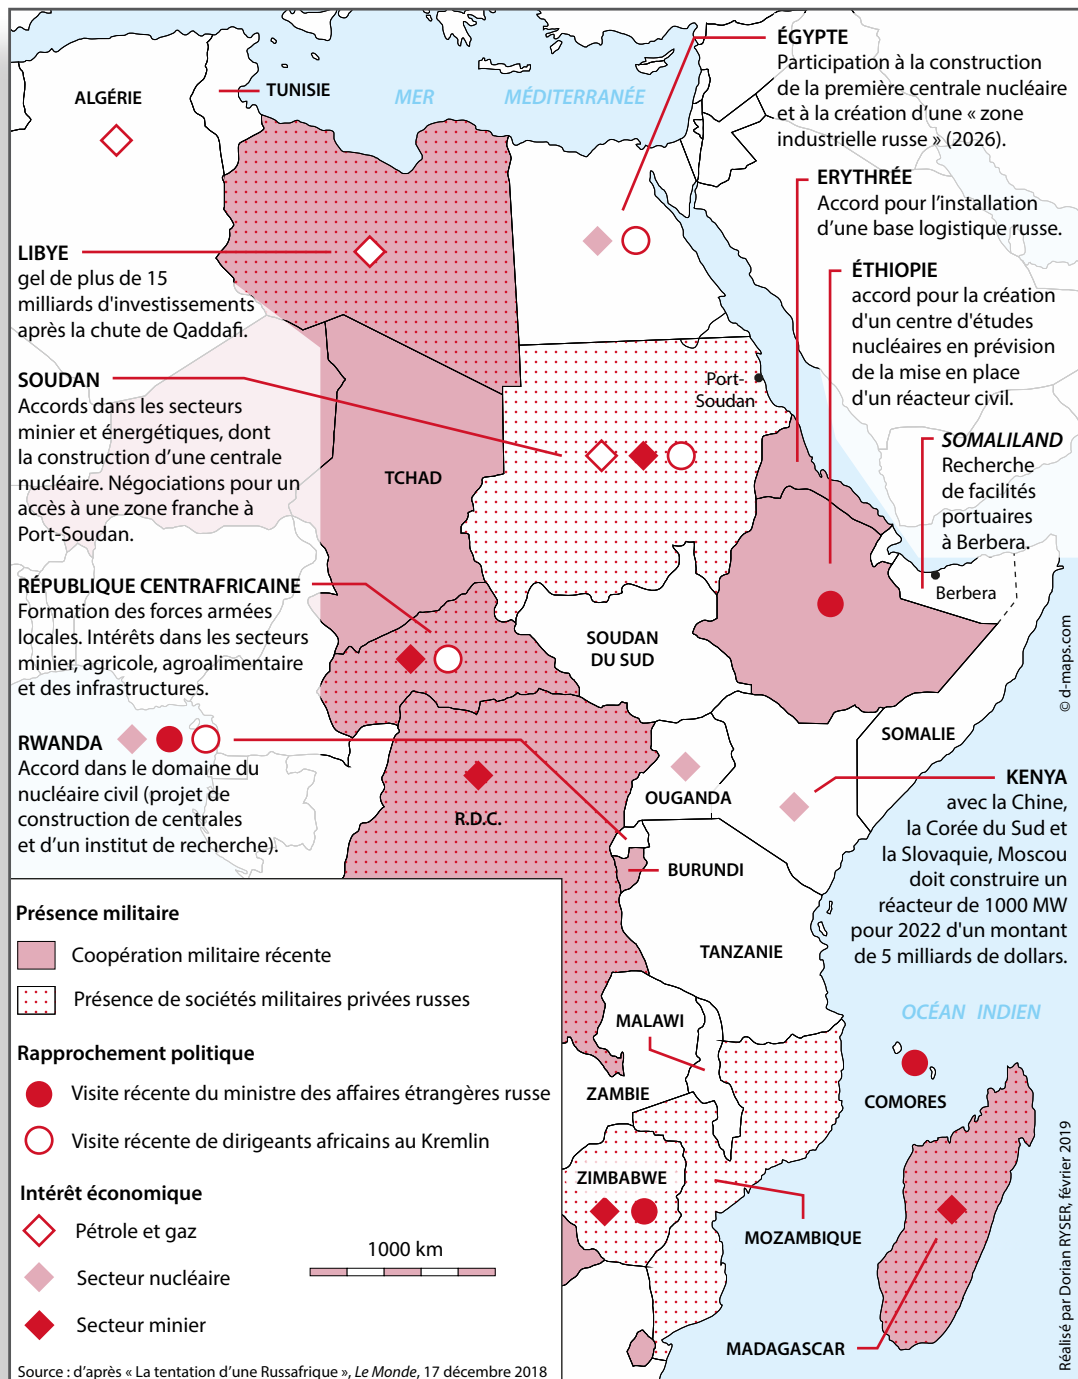 ALGÉRIE
TUNISIE
MER MÉDITERRANÉE
ÉGYPTE
Participation à la construction
de la première centrale nucléaire
et à la création d'une « zone
industrielle russe » (2026).
ERYTHRÉE
Accord pour l'installation
d'une base logistique russe.
ÉTHIOPIE
accord pour la création
d'un centre d'études
nucléaires en prévision
de la mise en place
d'un réacteur civil.
LIBYE
gel de plus de 15
milliards d'investissements
après la chute de Qaddafi.
SOUDAN
Accords dans les secteurs
minier et énergétiques, dont
la construction d'une centrale
nucléaire. Négociations pour un
accès à une zone franche à
Port-Soudan.
TCHAD
Port-
Soudan
SOMALILAND
Recherche
de facilités
portuaires
à Berbera.
Berbera
RÉPUBLIQUE CENTRAFRICAINE
Formation des forces armées
locales. Intérêts dans les secteurs
minier, agricole, agroalimentaire
et des infrastructures.
SOUDAN
DU SUD
© d-maps.com
RWANDA
Accord dans le domaine du
nucléaire civil (projet de
construction de centrales
et d'un institut de recherche).
SOMALIE
OUGANDA
R.D.C.
KENYA
avec la Chine,
la Corée du Sud et
la Slovaquie, Moscou
doit construire un
réacteur de 1000 MW
pour 2022 d'un montant
de 5 milliards de dollars.
BURUNDI
TANZANIE
OCÉAN INDIEN
MALAWI
ZAMBIE
COMORES
ZIMBABWE
MOZAMBIQUE
MADAGASCAR
Présence militaire
Coopération militaire récente
Présence de sociétés militaires privées russes
Rapprochement politique
Visite récente du ministre des affaires étrangères russe
Visite récente de dirigeants africains au Kremlin
Intérêt économique
Pétrole et gaz
Secteur nucléaire
Secteur minier
1000 km
Source : d'après « La tentation d'une Russafrique », Le Monde, 17 décembre 2018
Réalisé par Dorian RYSER, février 2019